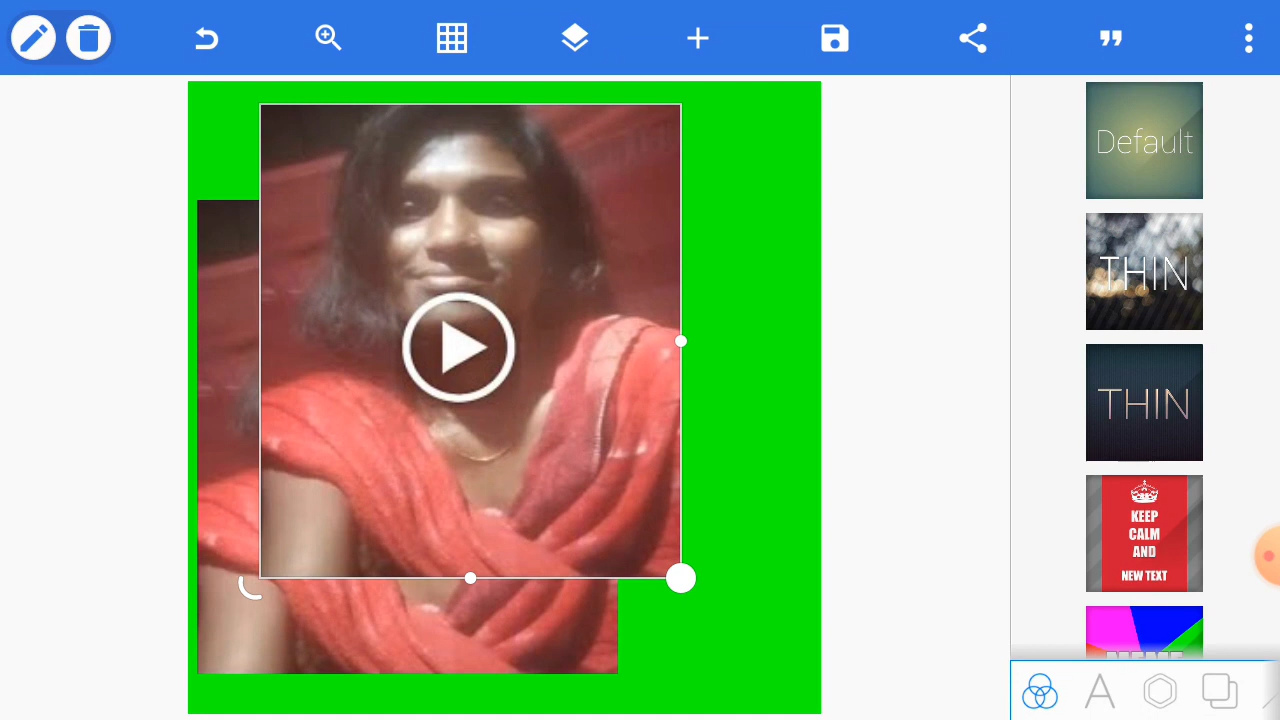 Default
THIN
THIN
KEEP
CALM
AND
NEW TEXT